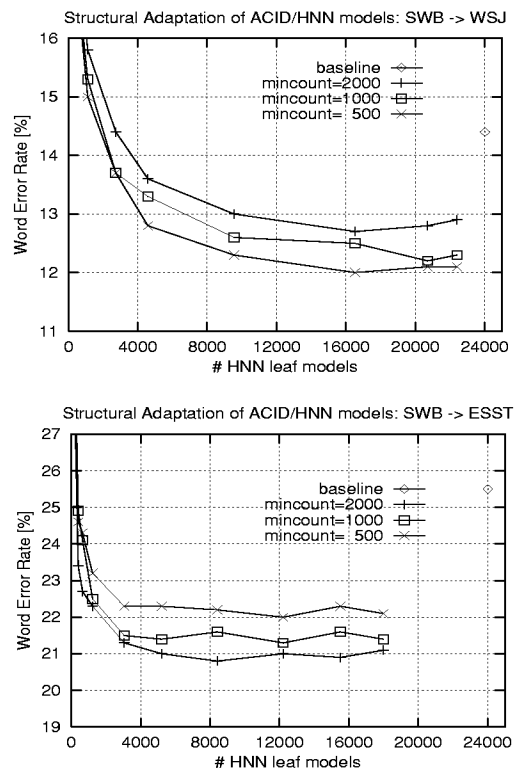 Structural Adaptation of ACID/HNN models: SWB -> WSJ
16
15
14
13
12
11
Word Error Rate [%]
baseline
mincount=2000
mincount=1000
mincount= 500
0 4000 8000 12000 16000 20000 24000
# HNN leaf models
Structural Adaptation of ACID/HNN models: SWB -> ESST
27
26
25
24
23
22
21
20
19
Word Error Rate [%]
baseline
mincount=2000
mincount=1000
mincount= 500
0 4000 8000 12000 16000 20000 24000
# HNN leaf models